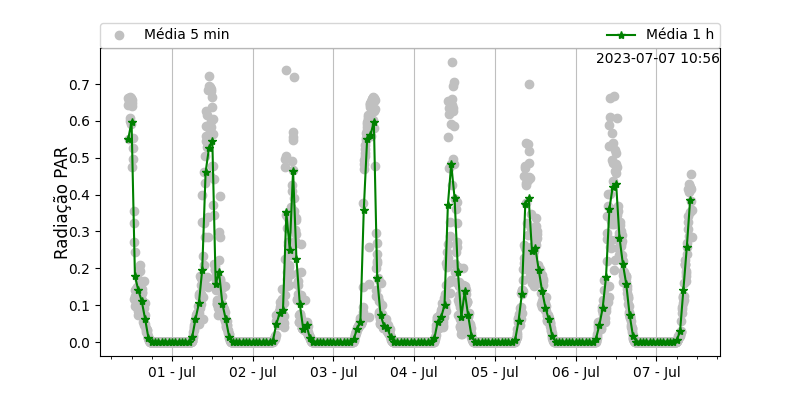 Média 5 min
Média 1 h
2023-07-07 10:56
Radiação PAR
0.7
0.6
0.5
0.4
0.3
0.2
0.1
0.0
01 - Jul
02 - Jul
03 - Jul
04 - Jul
05 - Jul
06 - Jul
07 - Jul